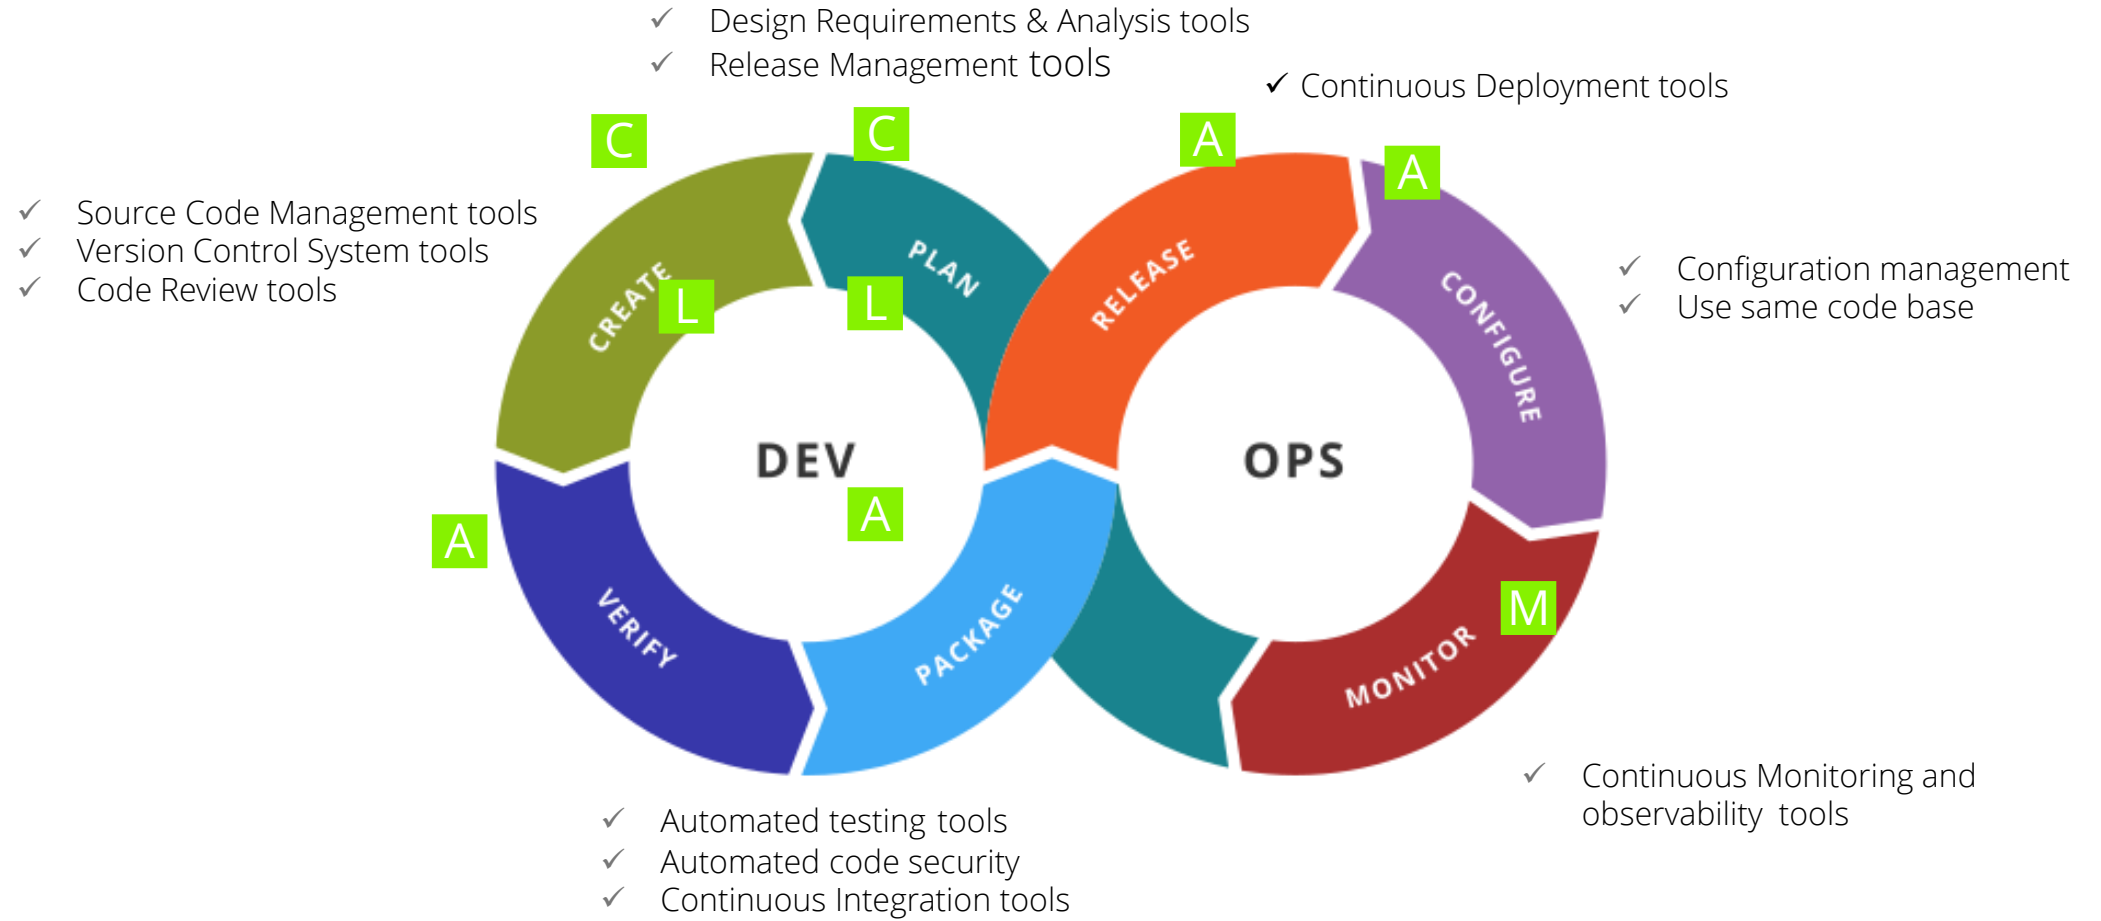 ✓ Design Requirements & Analysis tools
✓ Release Management tools
✓ Continuous Deployment tools
C
C
A
A
✓ Source Code Management tools
✓ Version Control System tools
✓ Code Review tools
CREATE
L
PLAN
L
RELEASE
CONFIGURE
✓ Configuration management
✓ Use same code base
DEV
OPS
A
A
VERIFY
PACKAGE
MONITOR
M
✓ Continuous Monitoring and
observability tools
✓ Automated testing tools
✓ Automated code security
✓ Continuous Integration tools